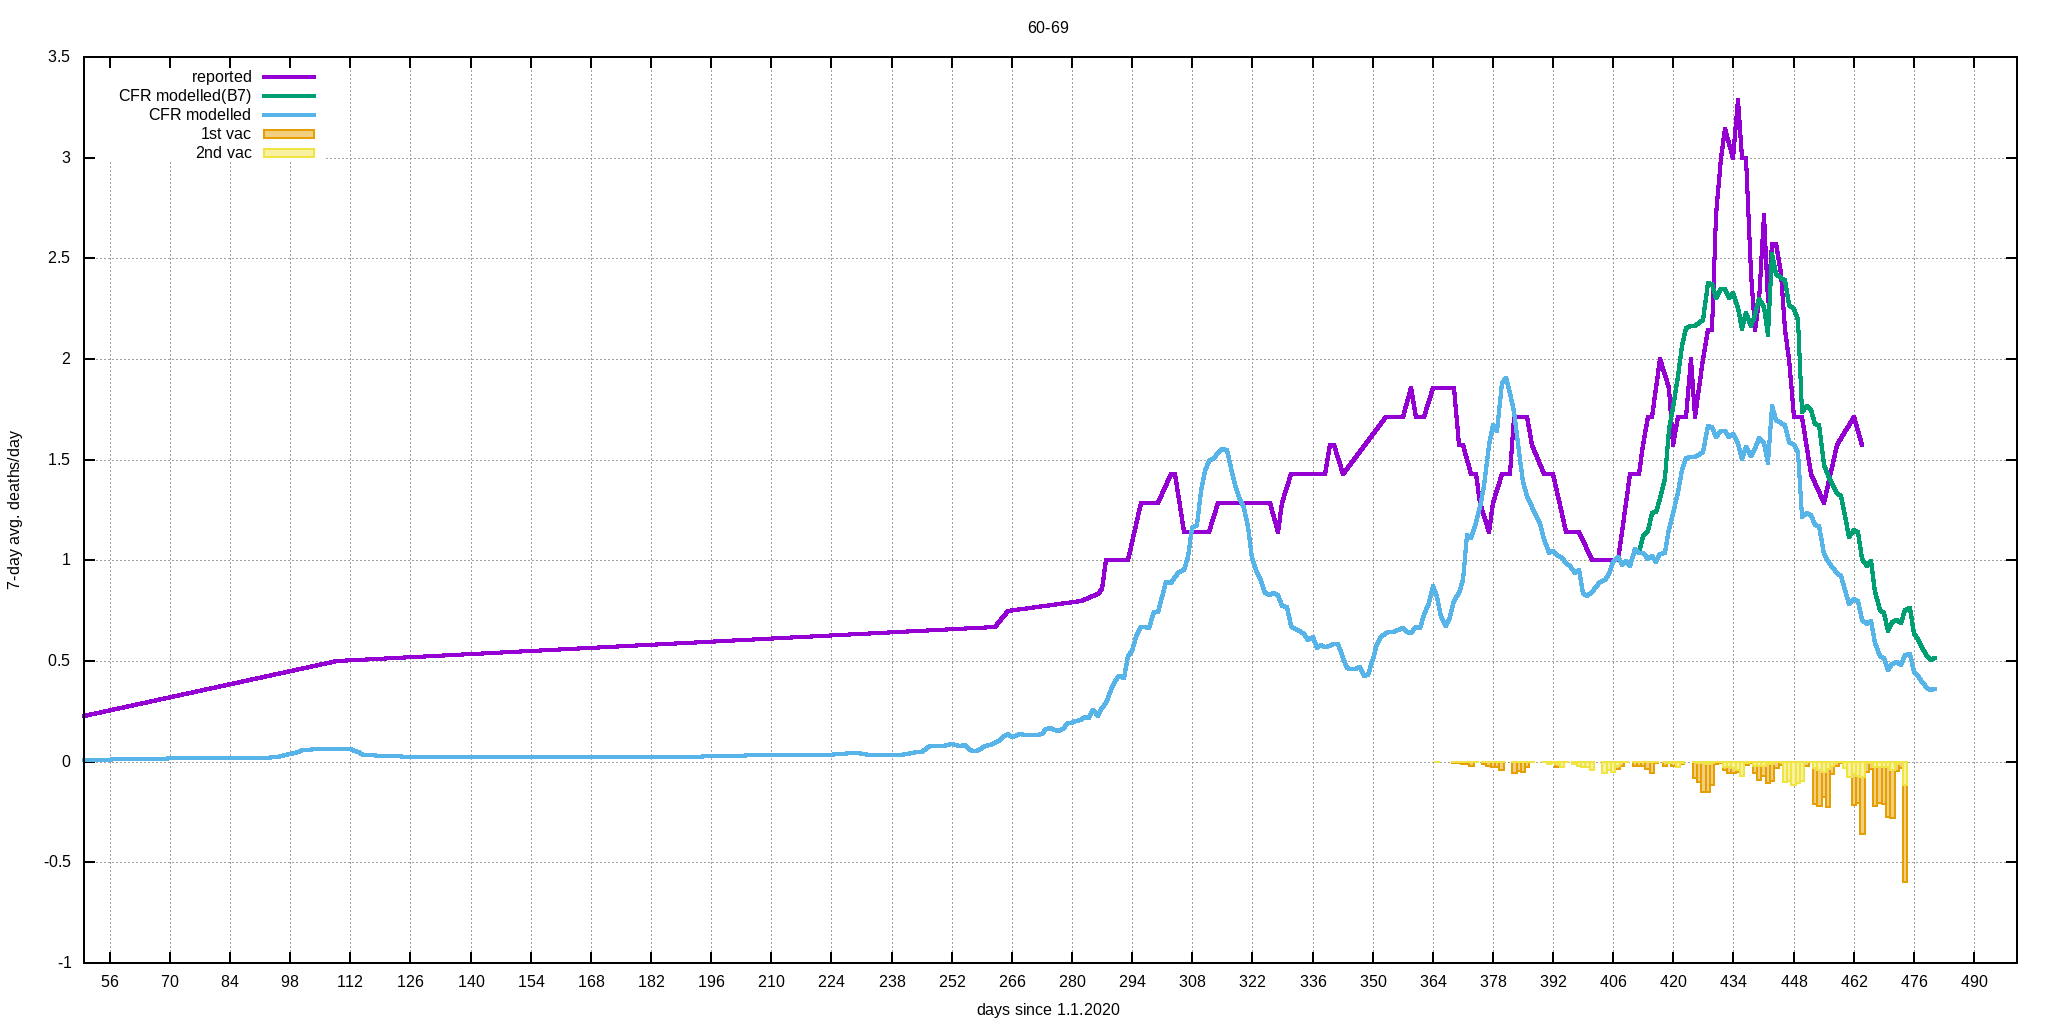 60-69
3.5
3
2.5
2
1.5
1
0.5
0
-0.5
-1
7-day avg. deaths/day
reported
CFR modelled(B7)
CFR modelled
1st vac
2nd vac
56 70 84 98 112 126 140 154 168 182 196 210 224 238 252 266 280 294 308 322 336 350 364 378 392 406 420 434 448 462 476 490
days since 1.1.2020